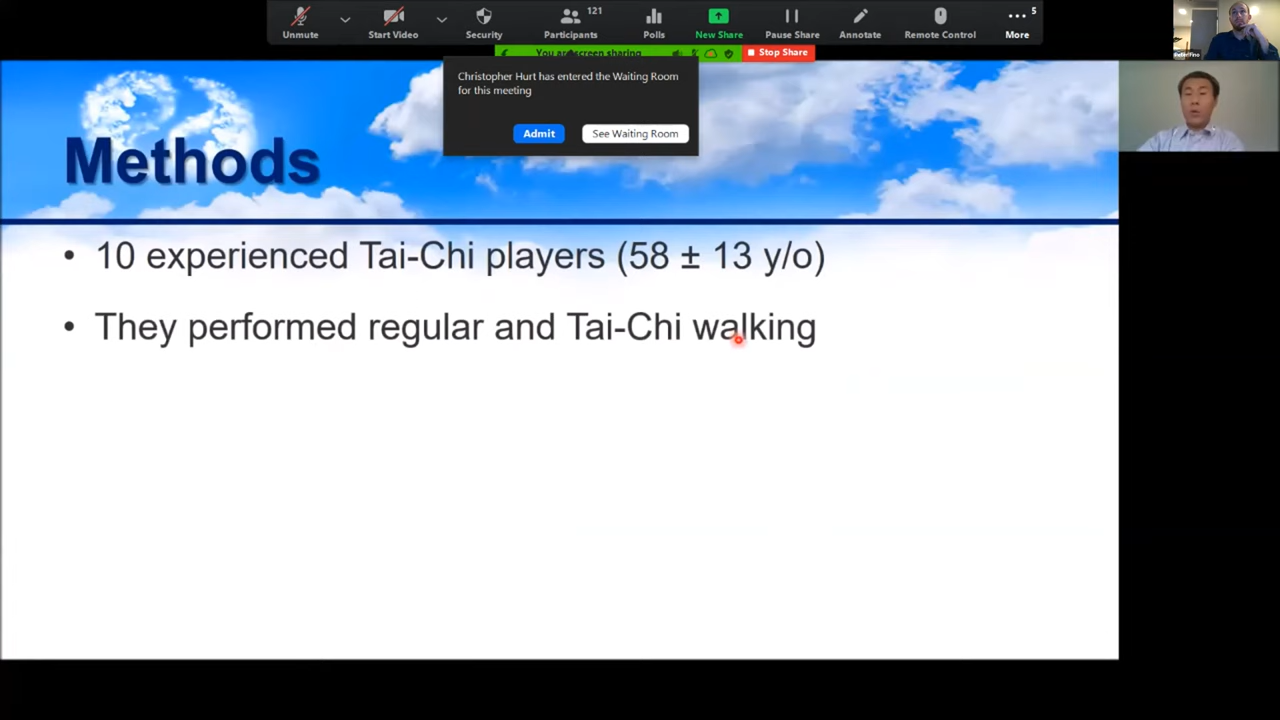 121
5
Unmute
Start Video
Security
Participants
Polls
New Share
Pause Share
Annotate
Remote Control
More
screen sharing
Stop Share
Christopher Hurt has entered the Waiting Room
for this meeting
Admit
See Waiting Room
Methods
• 10 experienced Tai-Chi players (58 ± 13 y/o)
• They performed regular and Tai-Chi walking